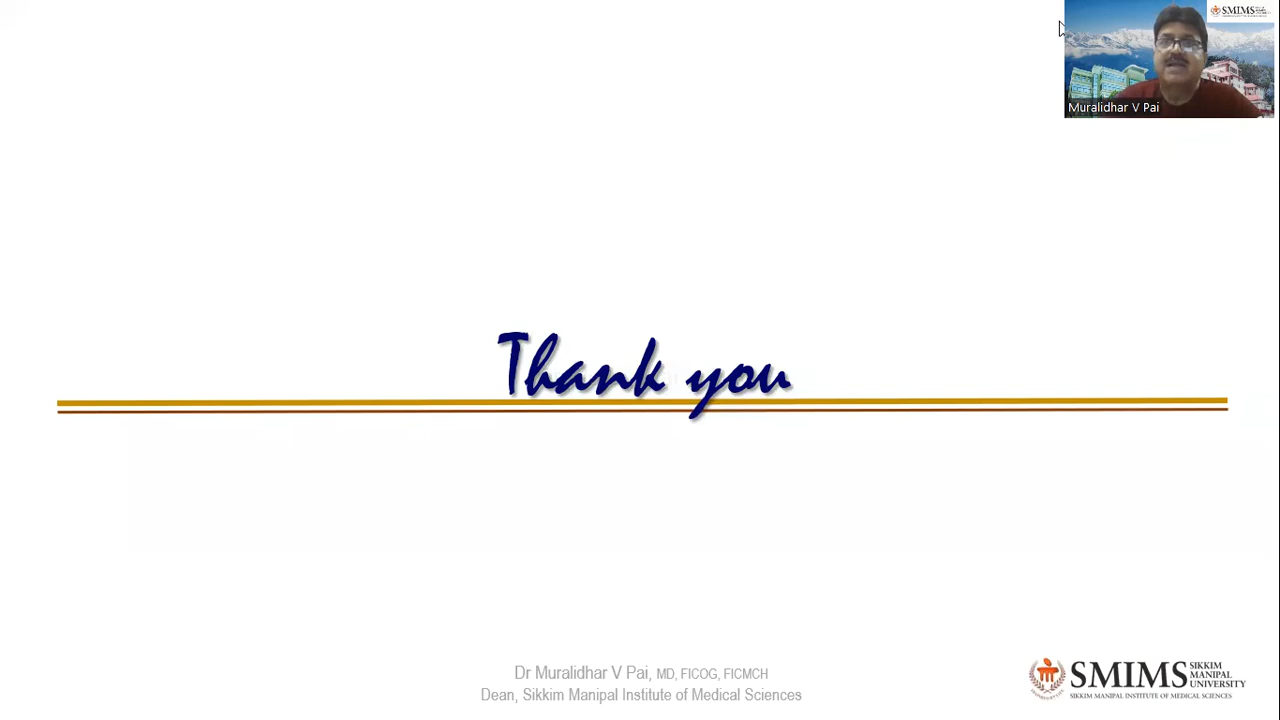 SMIMS
Muralidhar V Pai
Thank you
Dr Muralidhar V Pai, MD, FICOG, FICMCH
Dean, Sikkim Manipal Institute of Medical Sciences
SMIMS SIKKIM
MANIPAL
UNIVERSITY
SIKKIM MANIPAL INSTITUTE OF MEDICAL SCIENCES